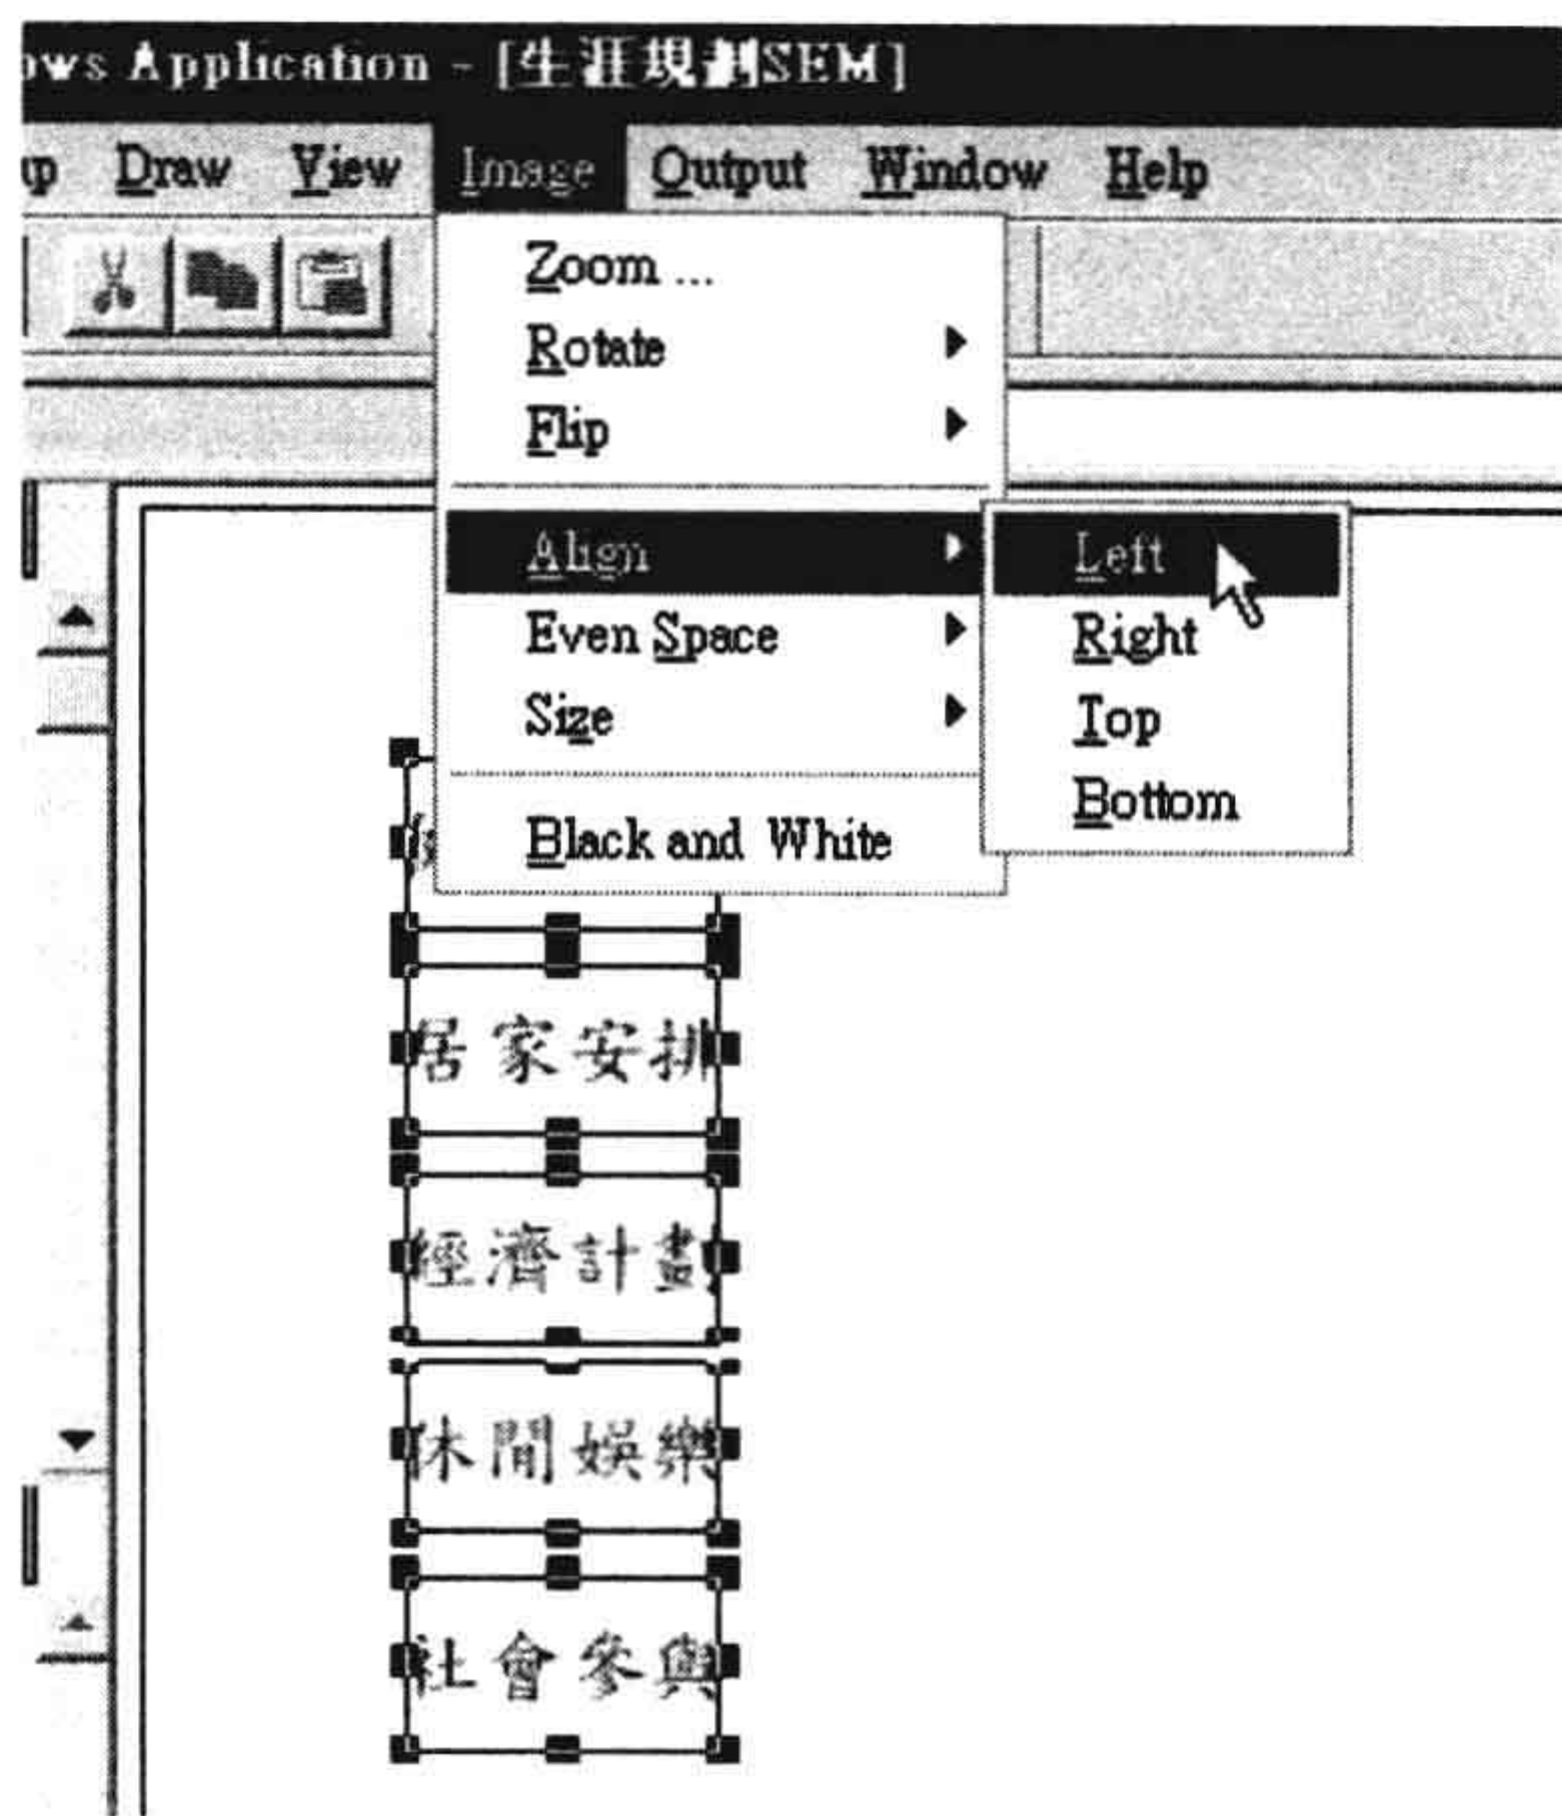 ows Application - [生涯規劃SEM]
up Draw View Image Output Window Help
Zoom ...
Rotate
Flip
Align
Left
Even Space
Right
Size
Top
Bottom
Black and White
居家安排
經濟計劃
休閒娛樂
社會參與